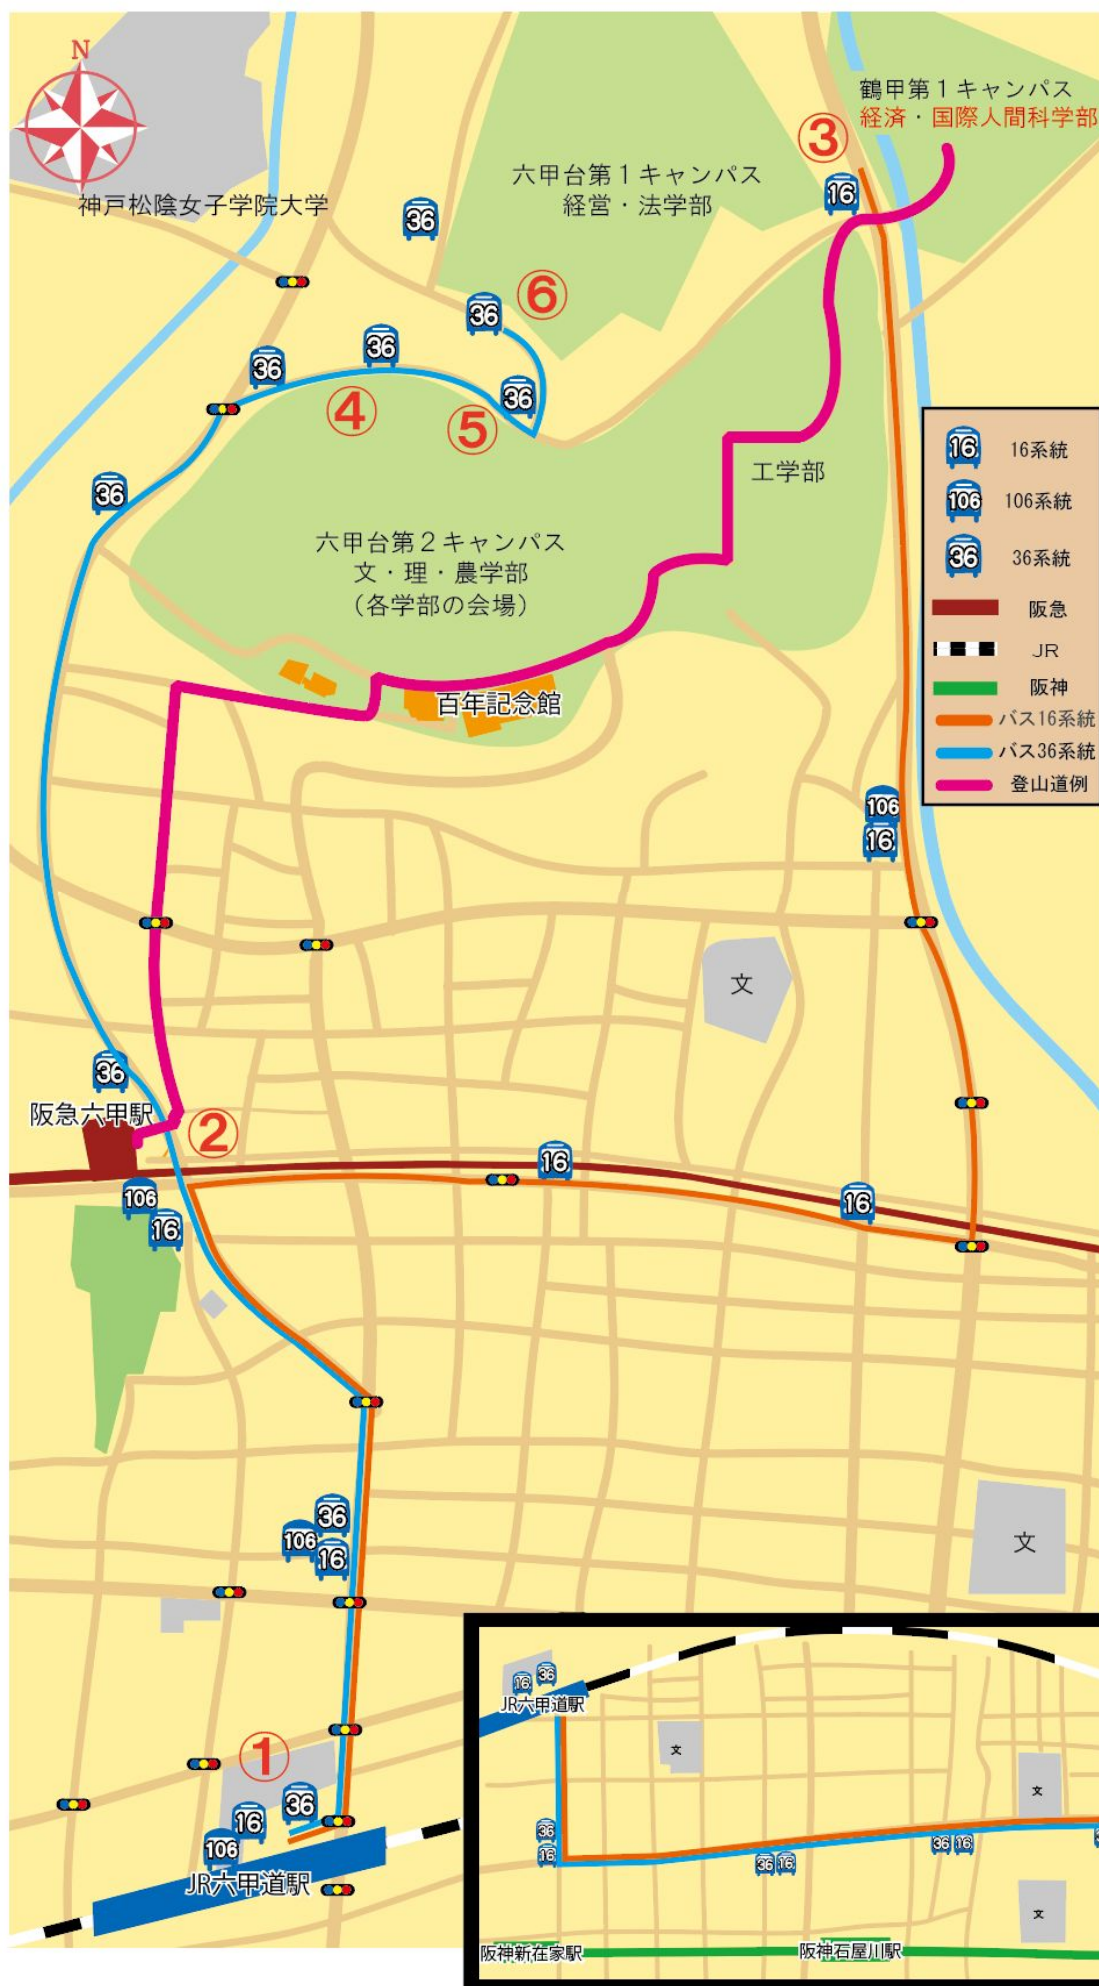 N
鶴甲第1キャンパス
経済・国際人間科学部
③
16
六甲台第1キャンパス
経営・法学部
神戸松陰女子学院大学
36
⑥
36
36
36
36
④
⑤
36
16
16系統
工学部
106
106系統
36
36系統
六甲台第2キャンパス
文・理・農学部
(各学部の会場)
阪急
JR
阪神
百年記念館
バス16系統
バス36系統
登山道例
106
16
文
36
阪急六甲駅
②
16
106
16
16
36
106
16
文
①
36
16
106
JR六甲道駅
16
36
JR六甲道駅
文
文
36
16
36
16
36
16
文
阪神新在家駅
阪神石屋川駅